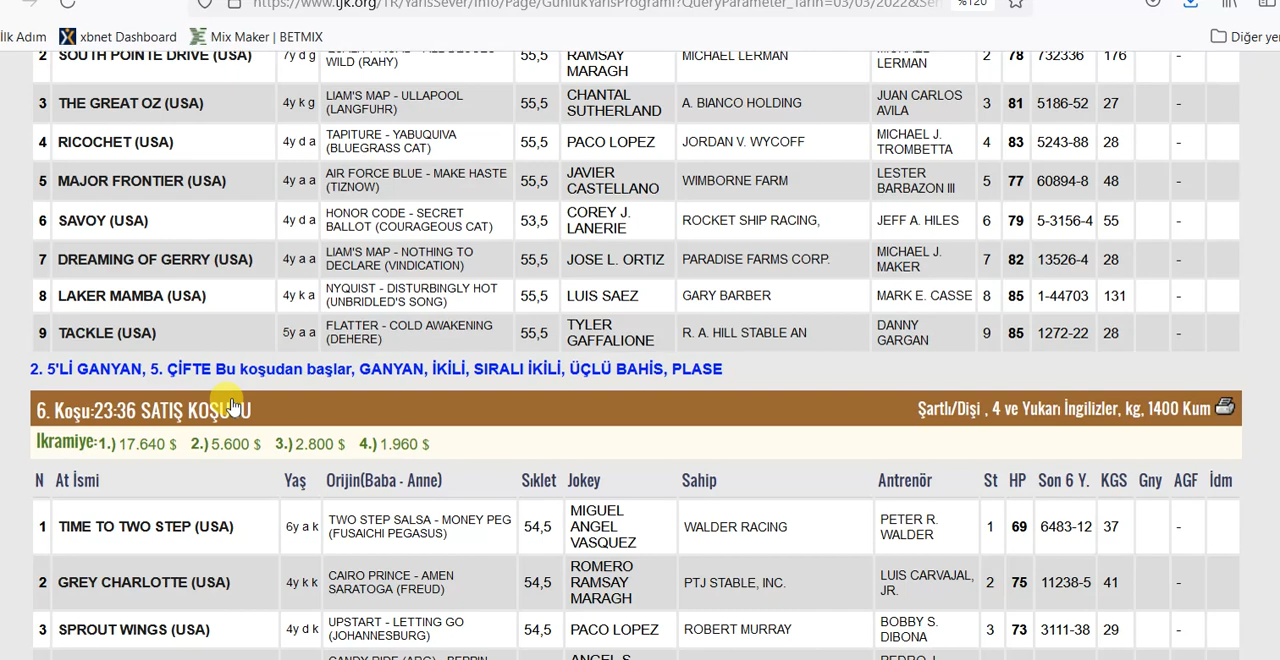 https://www.tjk.org/TR/YarisSever/Info/Page/GunlukYarisProgrami?QueryParameter_Tarih=03/03/2022&Sen %120
İlk Adım xbnet Dashboard Mix Maker | BETMIX Diğer yer
2 SOUTH POINTE DRIVE (USA) 7y d g WILD (RAHY) 55,5 RAMSAY MARAGH MICHAEL LERMAN MICHAEL LERMAN 2 78 732336 176 -
3 THE GREAT OZ (USA) 4y k g LIAM'S MAP - ULLAPOOL (LANGFUHR) 55,5 CHANTAL SUTHERLAND A. BIANCO HOLDING JUAN CARLOS AVILA 3 81 5186-52 27 -
4 RICOCHET (USA) 4y d a TAPITURE - YABUQUIVA (BLUEGRASS CAT) 55,5 PACO LOPEZ JORDAN V. WYCOFF MICHAEL J. TROMBETTA 4 83 5243-88 28 -
5 MAJOR FRONTIER (USA) 4y a a AIR FORCE BLUE - MAKE HASTE (TIZNOW) 55,5 JAVIER CASTELLANO WIMBORNE FARM LESTER BARBAZON III 5 77 60894-8 48 -
6 SAVOY (USA) 4y d a HONOR CODE - SECRET BALLOT (COURAGEOUS CAT) 53,5 COREY J. LANERIE ROCKET SHIP RACING, JEFF A. HILES 6 79 5-3156-4 55 -
7 DREAMING OF GERRY (USA) 4y a a LIAM'S MAP - NOTHING TO DECLARE (VINDICATION) 55,5 JOSE L. ORTIZ PARADISE FARMS CORP. MICHAEL J. MAKER 7 82 13526-4 28 -
8 LAKER MAMBA (USA) 4y k a NYQUIST - DISTURBINGLY HOT (UNBRIDLED'S SONG) 55,5 LUIS SAEZ GARY BARBER MARK E. CASSE 8 85 1-44703 131 -
9 TACKLE (USA) 5y a a FLATTER - COLD AWAKENING (DEHERE) 55,5 TYLER GAFFALIONE R. A. HILL STABLE AN DANNY GARGAN 9 85 1272-22 28 -
2. 5'Lİ GANYAN, 5. ÇİFTE Bu koşudan başlar, GANYAN, İKİLİ, SIRALI İKİLİ, ÜÇLÜ BAHİS, PLASE
6. Koşu:23:36 SATIŞ KOŞUSU Şartlı/Dişi , 4 ve Yukarı İngilizler, kg, 1400 Kum
İkramiye:1.) 17.640 $ 2.) 5.600 $ 3.) 2.800 $ 4.) 1.960 $
N At İsmi Yaş Orijin(Baba - Anne) Sıklet Jokey Sahip Antrenör St HP Son 6 Y. KGS Gny AGF İdm
1 TIME TO TWO STEP (USA) 6y a k TWO STEP SALSA - MONEY PEG (FUSAICHI PEGASUS) 54,5 MIGUEL ANGEL VASQUEZ WALDER RACING PETER R. WALDER 1 69 6483-12 37 -
2 GREY CHARLOTTE (USA) 4y k k CAIRO PRINCE - AMEN SARATOGA (FREUD) 54,5 ROMERO RAMSAY MARAGH PTJ STABLE, INC. LUIS CARVAJAL, JR. 2 75 11238-5 41 -
3 SPROUT WINGS (USA) 4y d k UPSTART - LETTING GO (JOHANNESBURG) 54,5 PACO LOPEZ ROBERT MURRAY BOBBY S. DIBONA 3 73 3111-38 29 -
CANDY RIDE (ARG) - BERPIN ANGEL S. PEDRO J.